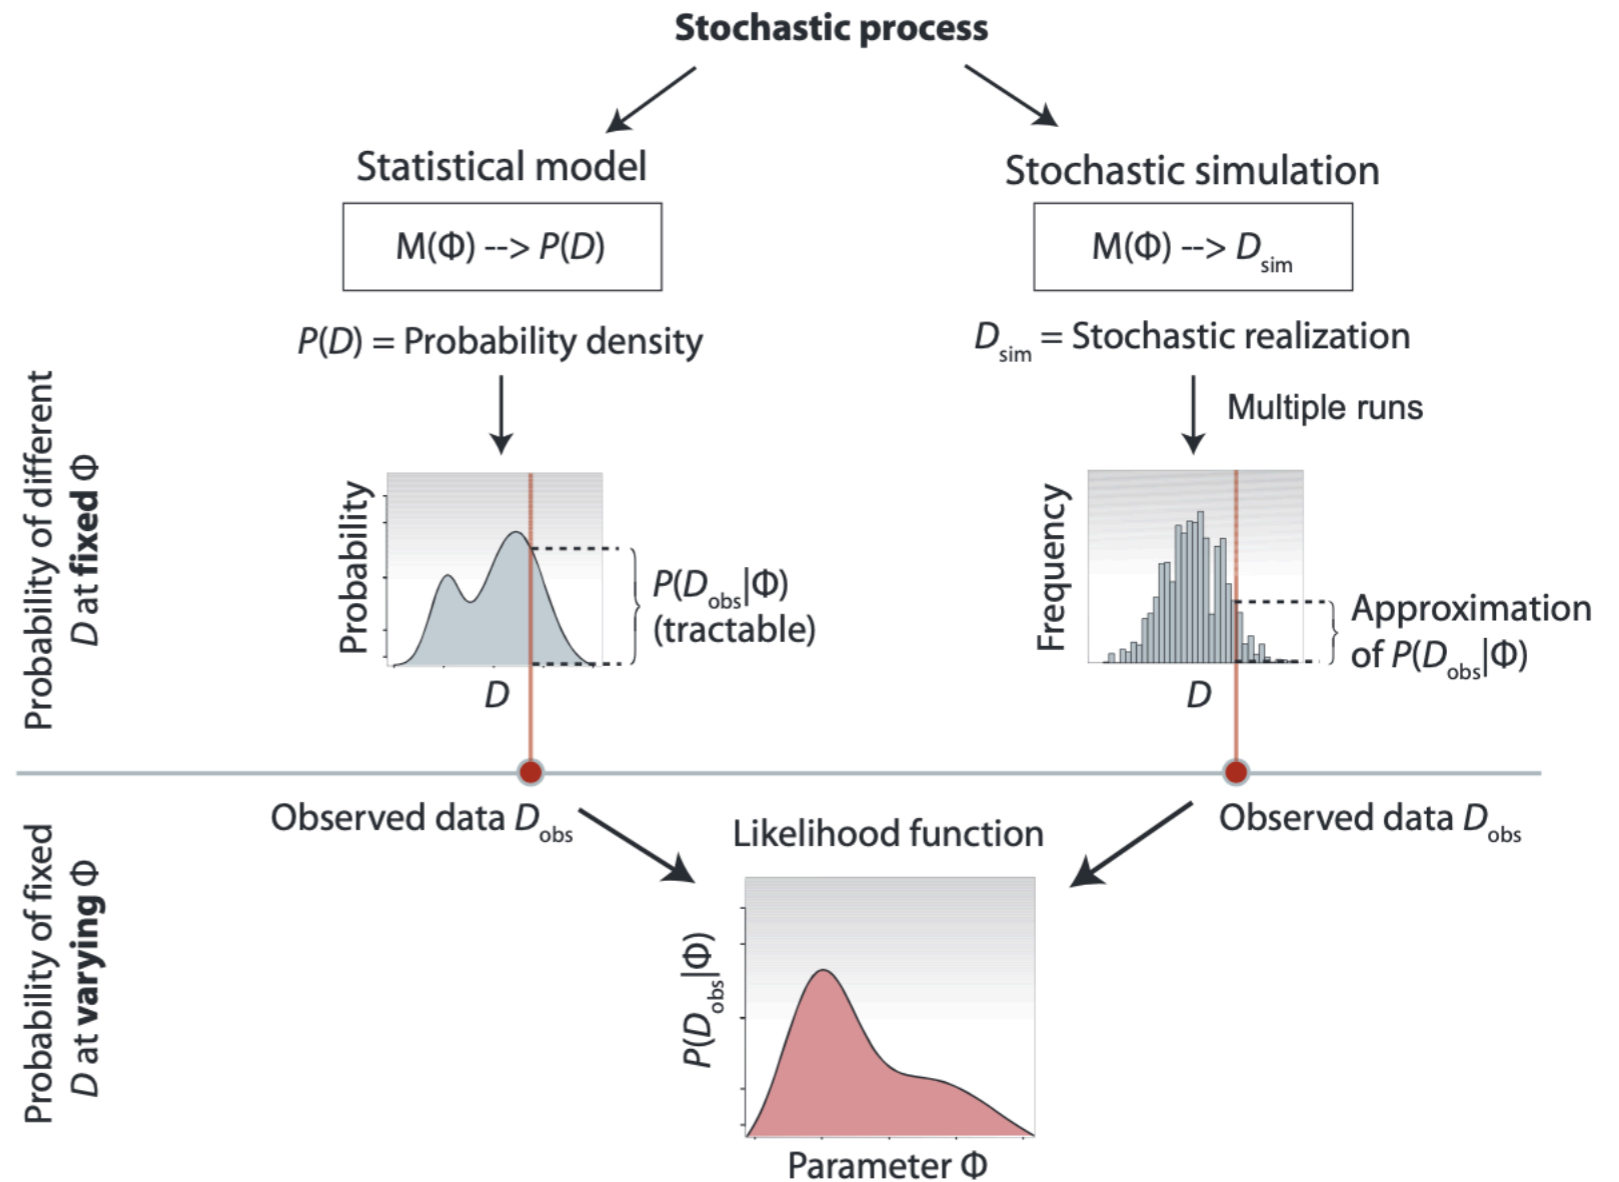 Stochastic process
Statistical model
M(Φ) --> P(D)
P(D) = Probability density
Stochastic simulation
M(Φ) --> Dsim
Dsim = Stochastic realization
Multiple runs
Probability of different
D at fixed Φ
Probability
D
P(Dobs|Φ)
(tractable)
Frequency
D
Approximation
of P(Dobs|Φ)
Observed data Dobs
Observed data Dobs
Probability of fixed
D at varying Φ
Likelihood function
P(Dobs|Φ)
Parameter Φ